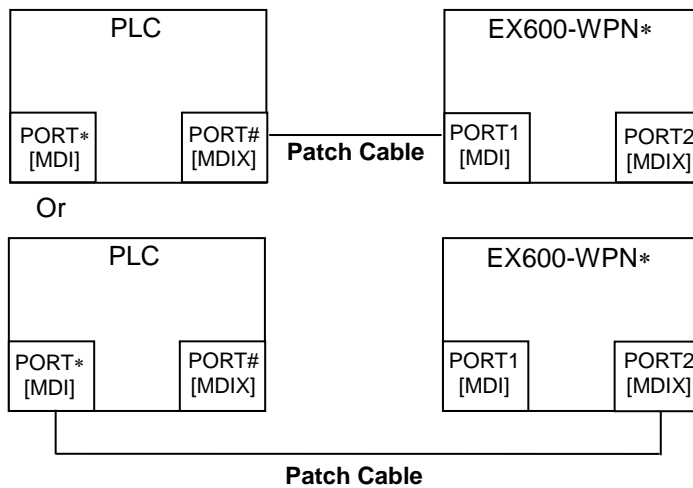 PLC
EX600-WPN*
PORT*
[MDI]
PORT#
[MDIX]
Patch Cable
PORT1
[MDI]
PORT2
[MDIX]
Or
PLC
EX600-WPN*
PORT*
[MDI]
PORT#
[MDIX]
PORT1
[MDI]
PORT2
[MDIX]
Patch Cable